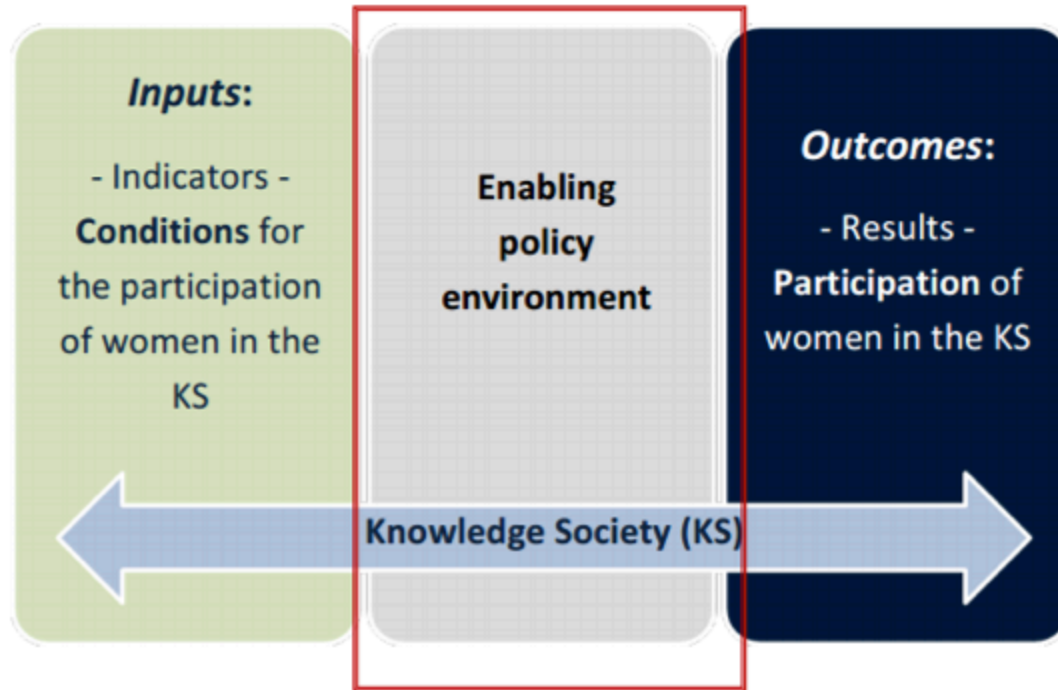 Inputs:
- Indicators -
Conditions for
the participation
of women in the
KS
Enabling
policy
environment
Outcomes:
- Results -
Participation of
women in the KS
Knowledge Society (KS)